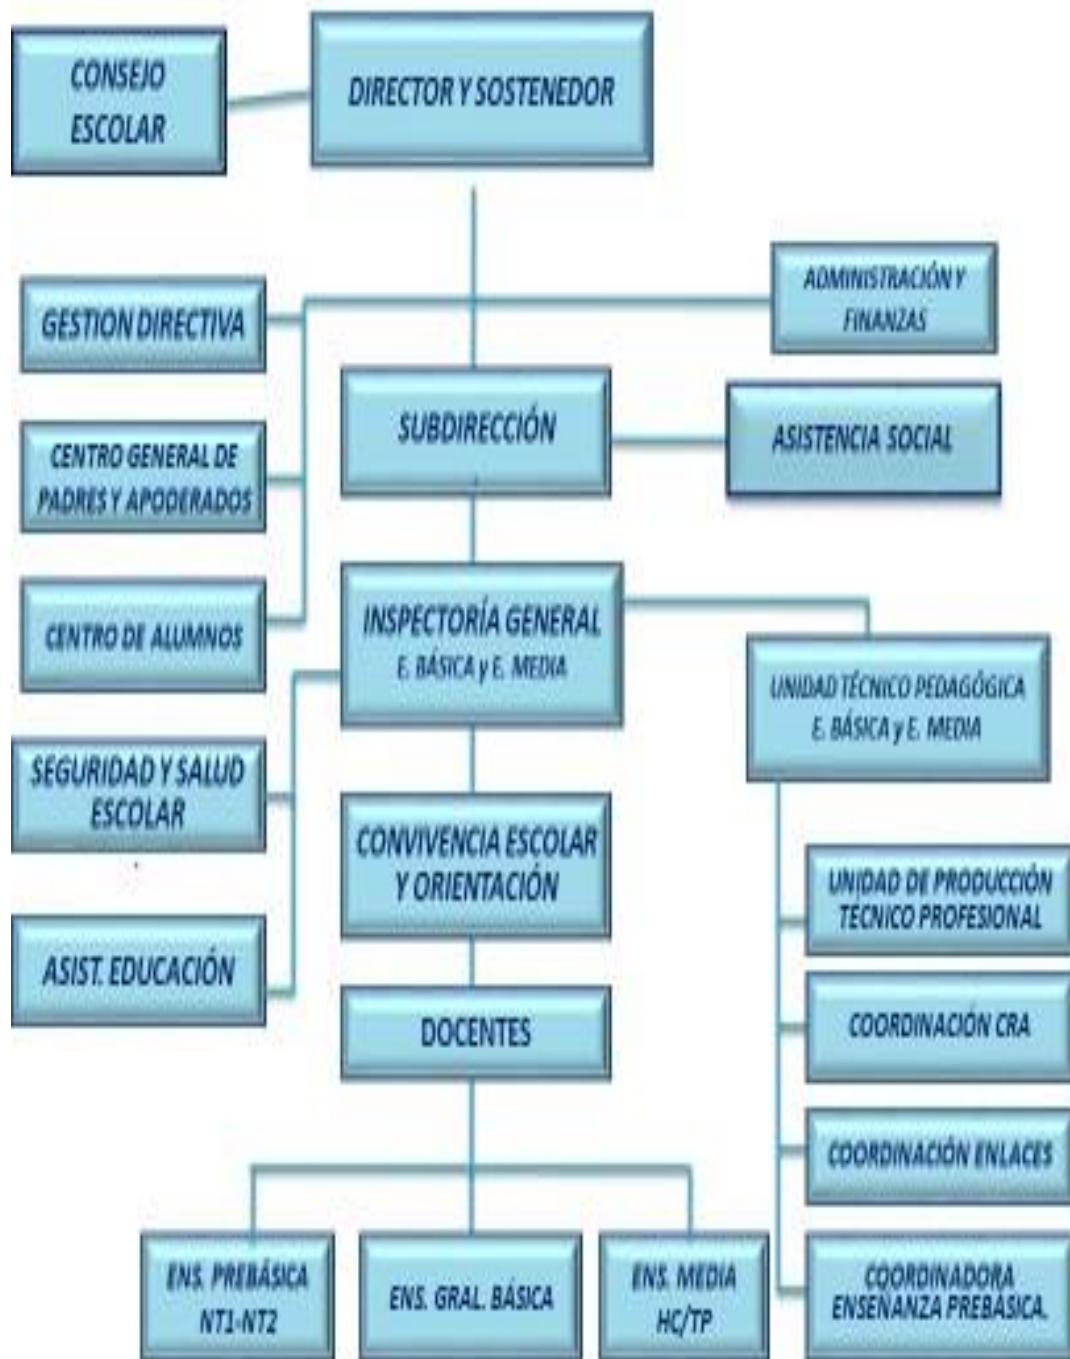 CONSEJO
ESCOLAR
DIRECTOR Y SOSTENEDOR
GESTION DIRECTIVA
ADMINISTRACIÓN Y
FINANZAS
SUBDIRECCIÓN
ASISTENCIA SOCIAL
CENTRO GENERAL DE
PADRES Y APODERADOS
CENTRO DE ALUMNOS
INSPECTORÍA GENERAL
E. BÁSICA y E. MEDIA
UNIDAD TÉCNICO PEDAGÓGICA
E. BÁSICA y E. MEDIA
SEGURIDAD Y SALUD
ESCOLAR
CONVIVENCIA ESCOLAR
Y ORIENTACIÓN
UNIDAD DE PRODUCCIÓN
TÉCNICO PROFESIONAL
ASIST. EDUCACIÓN
DOCENTES
COORDINACIÓN CRA
COORDINACIÓN ENLACES
COORDINADORA
ENSEÑANZA PREBÁSICA.
ENS. PREBÁSICA
NT1-NT2
ENS. GRAL. BÁSICA
ENS. MEDIA
HC/TP